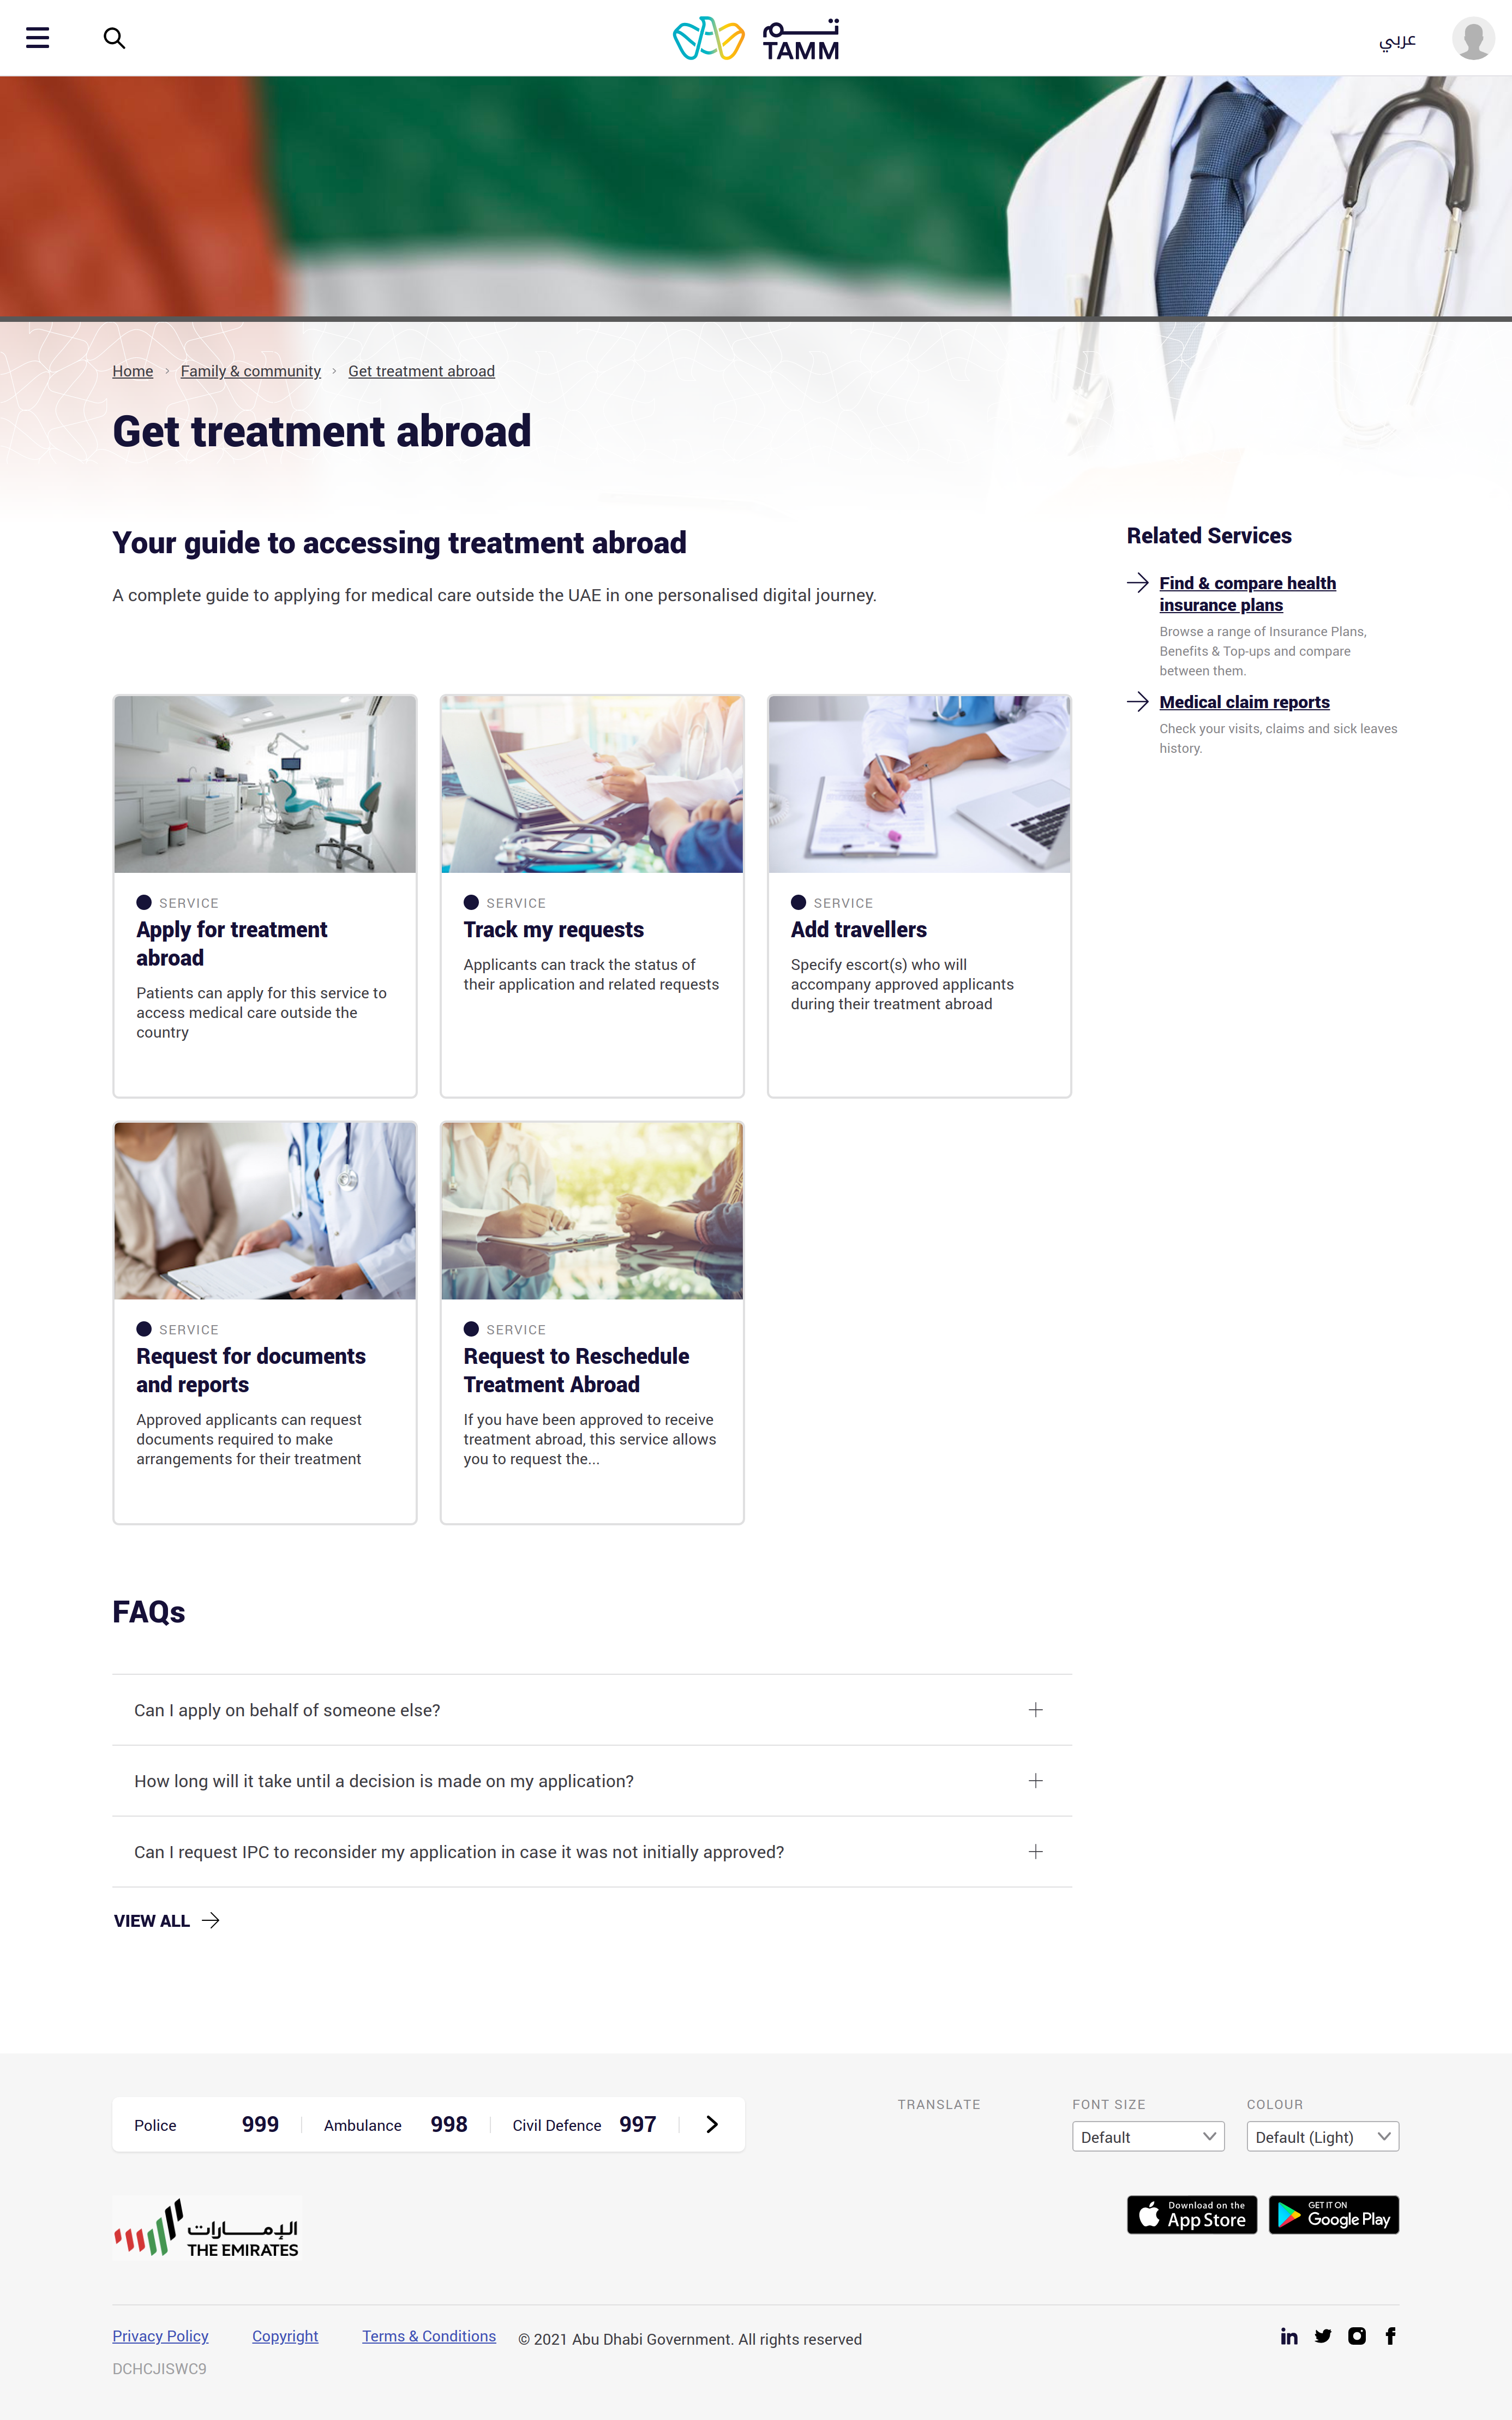 تـــم
TAMM
عربي
Home
Family & community
Get treatment abroad
Get treatment abroad
Your guide to accessing treatment abroad
A complete guide to applying for medical care outside the UAE in one personalised digital journey.
Related Services
Find & compare health
insurance plans
Browse a range of Insurance Plans,
Benefits & Top-ups and compare
between them.
Medical claim reports
Check your visits, claims and sick leaves
history.
SERVICE
Apply for treatment
abroad
Patients can apply for this service to
access medical care outside the
country
SERVICE
Track my requests
Applicants can track the status of
their application and related requests
SERVICE
Add travellers
Specify escort(s) who will
accompany approved applicants
during their treatment abroad
SERVICE
Request for documents
and reports
Approved applicants can request
documents required to make
arrangements for their treatment
SERVICE
Request to Reschedule
Treatment Abroad
If you have been approved to receive
treatment abroad, this service allows
you to request the...
FAQs
Can I apply on behalf of someone else?
How long will it take until a decision is made on my application?
Can I request IPC to reconsider my application in case it was not initially approved?
VIEW ALL
Police 999
Ambulance 998
Civil Defence 997
TRANSLATE
FONT SIZE
Default
COLOUR
Default (Light)
الإمـــارات
THE EMIRATES
Download on the
App Store
GET IT ON
Google Play
Privacy Policy
Copyright
Terms & Conditions
© 2021 Abu Dhabi Government. All rights reserved
DCHCJISWC9